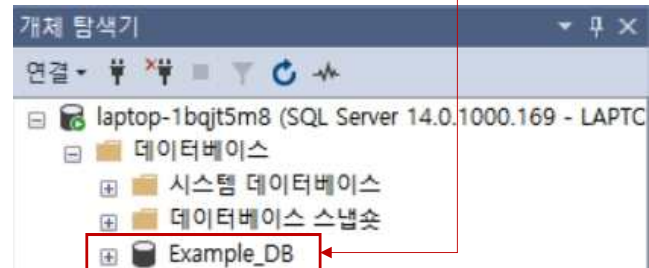 개체 탐색기
연결
laptop-1bqjt5m8 (SQL Server 14.0.1000.169 - LAPTC
데이터베이스
시스템 데이터베이스
데이터베이스 스냅숏
Example_DB